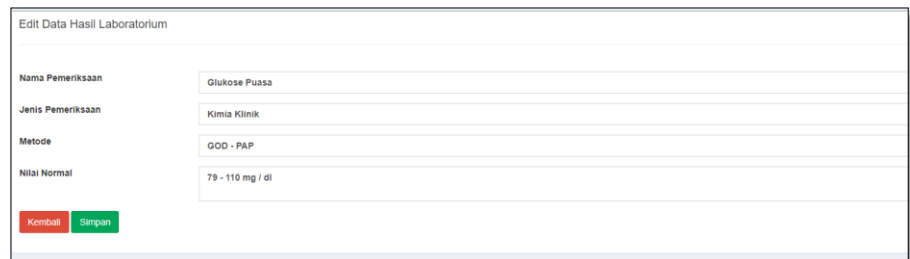 Edit Data Hasil Laboratorium
Nama Pemeriksaan
Glukose Puasa
Jenis Pemeriksaan
Kimia Klinik
Metode
GOD - PAP
Nilai Normal
79 - 110 mg / dl
Kembali Simpan